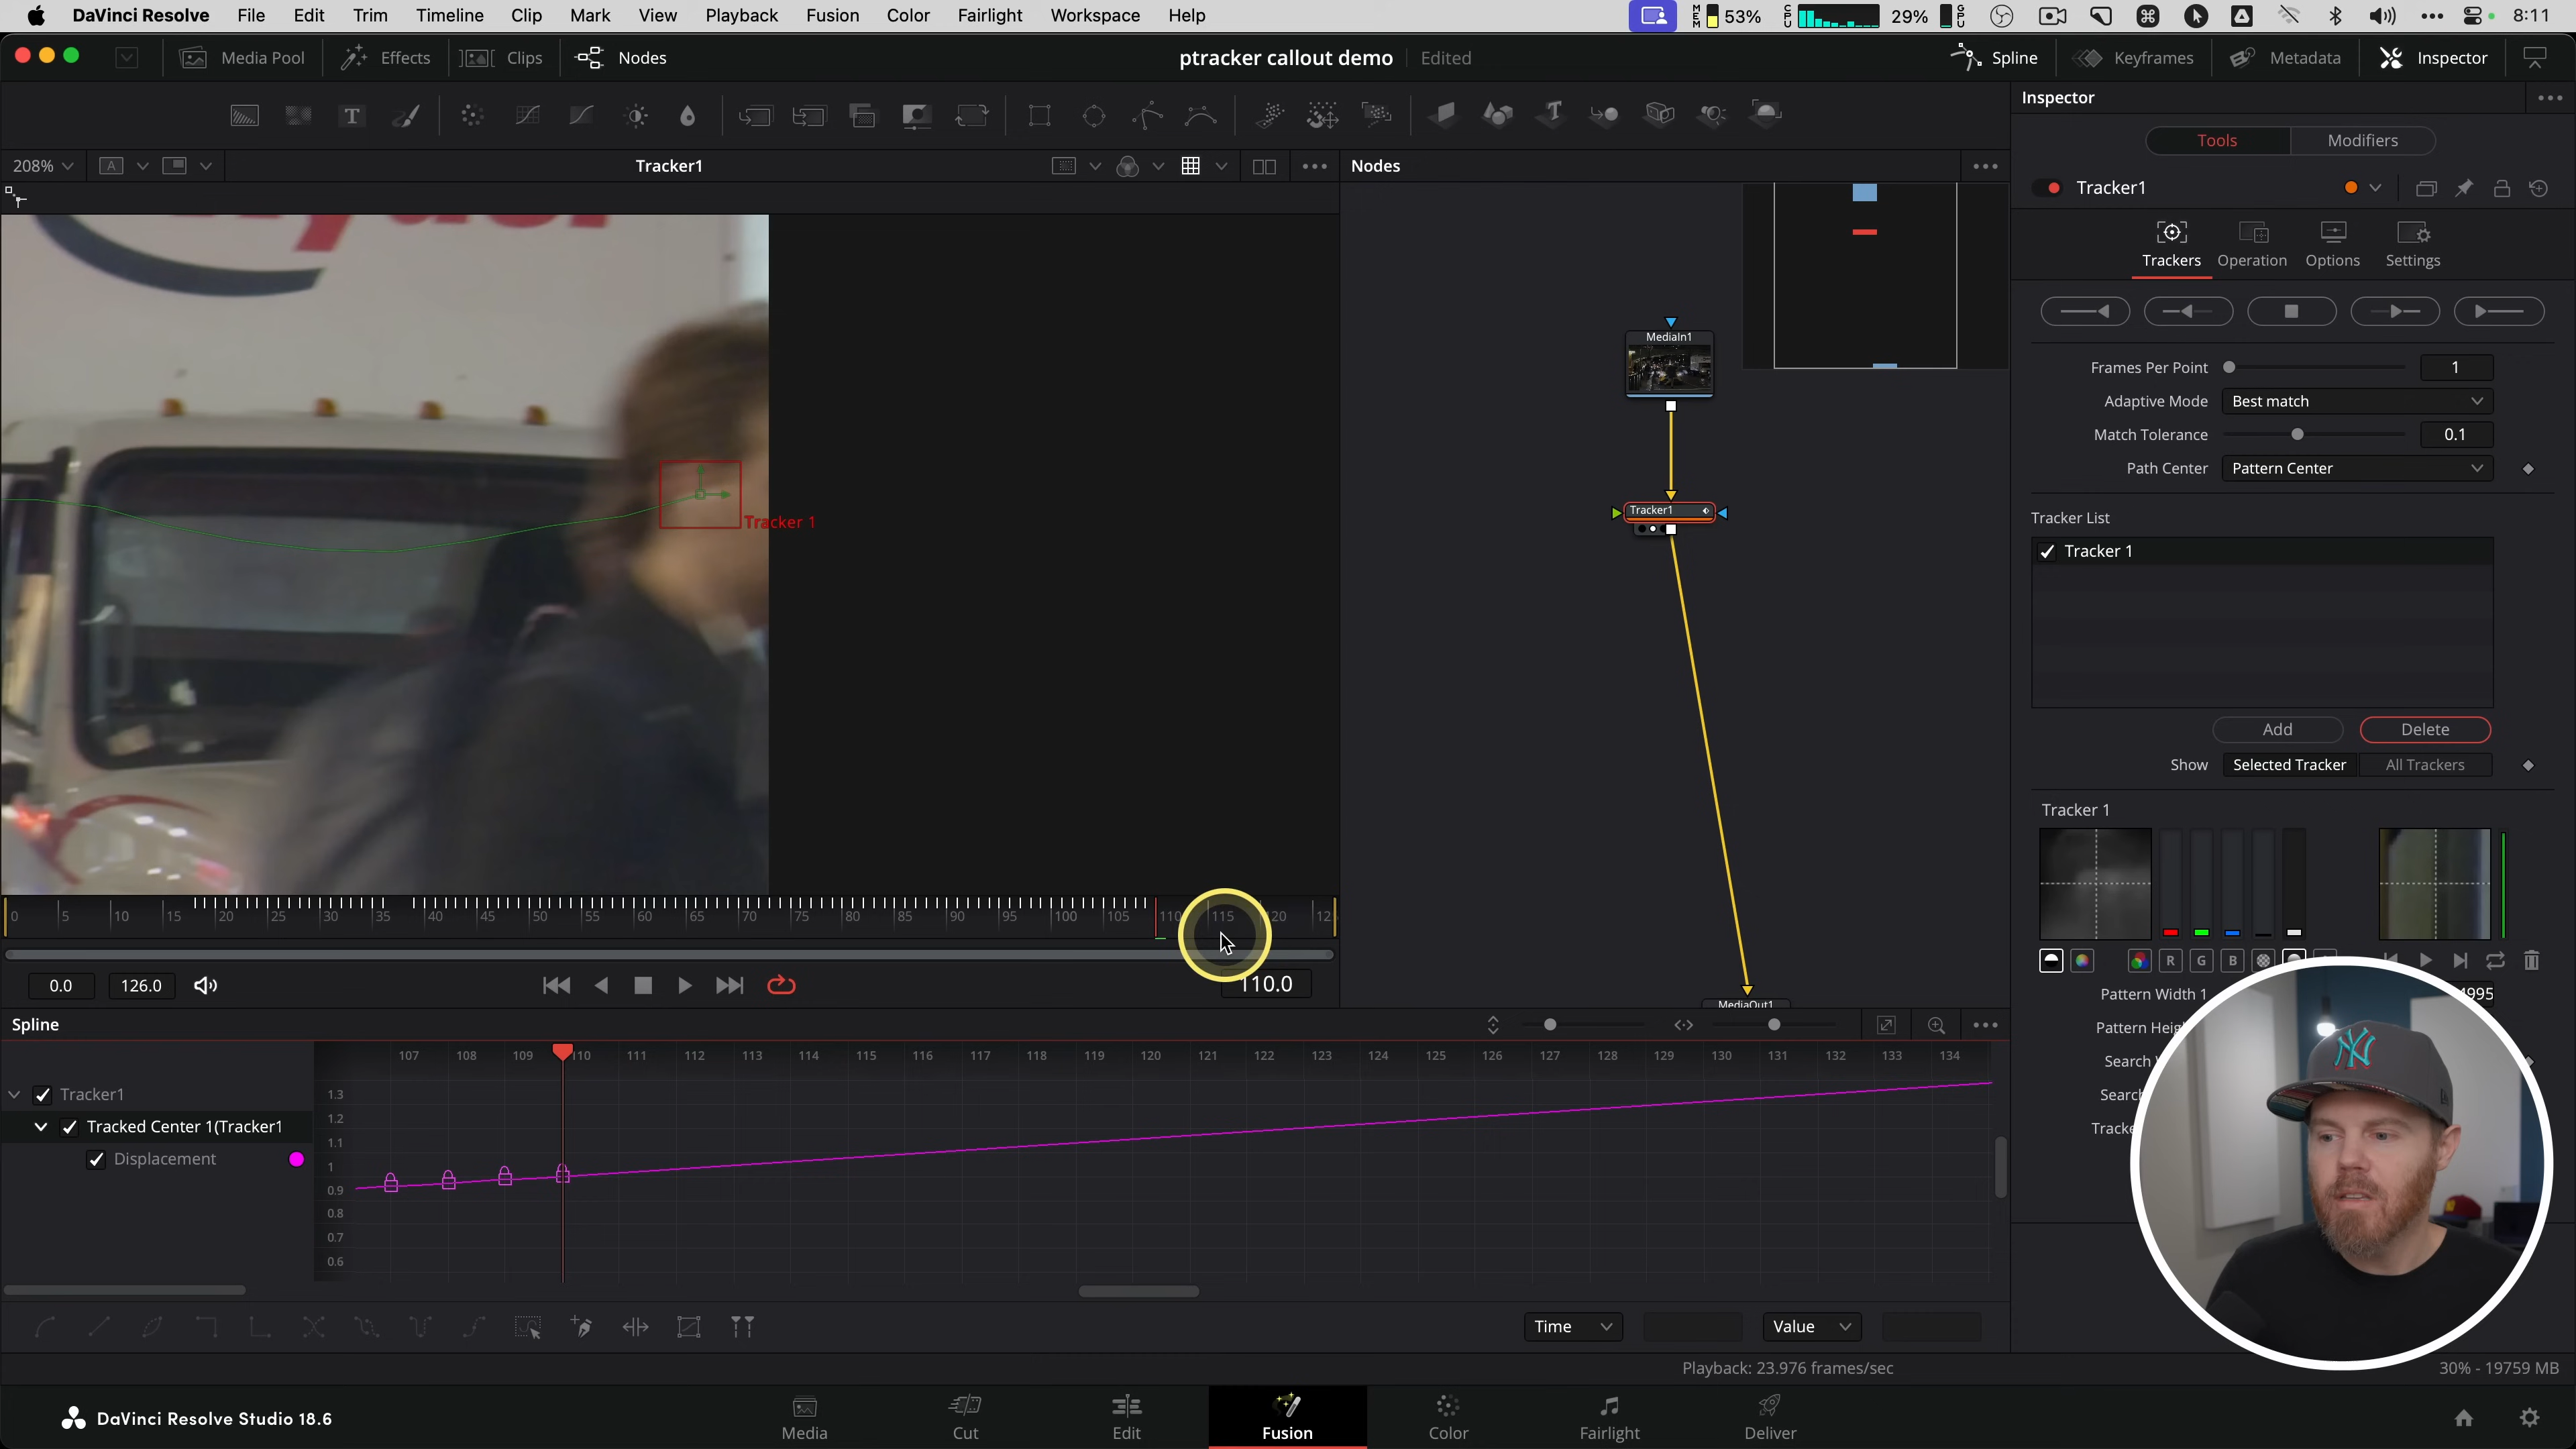 DaVinci Resolve File Edit Trim Timeline Clip Mark View Playback Fusion Color Fairlight Workspace Help MEM 53% CPU 29% GPU 8:11
Media Pool Effects Clips Nodes ptracker callout demo Edited Spline Keyframes Metadata Inspector
Inspector
Tools Modifiers
208% A Tracker1 Nodes
Tracker1
Trackers Operation Options Settings
MediaIn1
Frames Per Point 1
Adaptive Mode Best match
Match Tolerance 0.1
Path Center Pattern Center
Tracker1
Tracker 1
Tracker List
Tracker 1
Add Delete
Show Selected Tracker All Trackers
Tracker 1
0 5 10 15 20 25 30 35 40 45 50 55 60 65 70 75 80 85 90 95 100 105 110 115 120 12
R G B
0.0 126.0 110.0
Pattern Width 1 4995
MediaOut1
Spline
Pattern Heig
107 108 109 110 111 112 113 114 115 116 117 118 119 120 121 122 123 124 125 126 127 128 129 130 131 132 133 134
Search
Tracker1 1.3
Search
1.2
Tracked Center 1(Tracker1
Tracke
1.1
Displacement 1
0.9
0.8
0.7
0.6
NY
Time Value
Playback: 23.976 frames/sec 30% - 19759 MB
DaVinci Resolve Studio 18.6 Media Cut Edit Fusion Color Fairlight Deliver